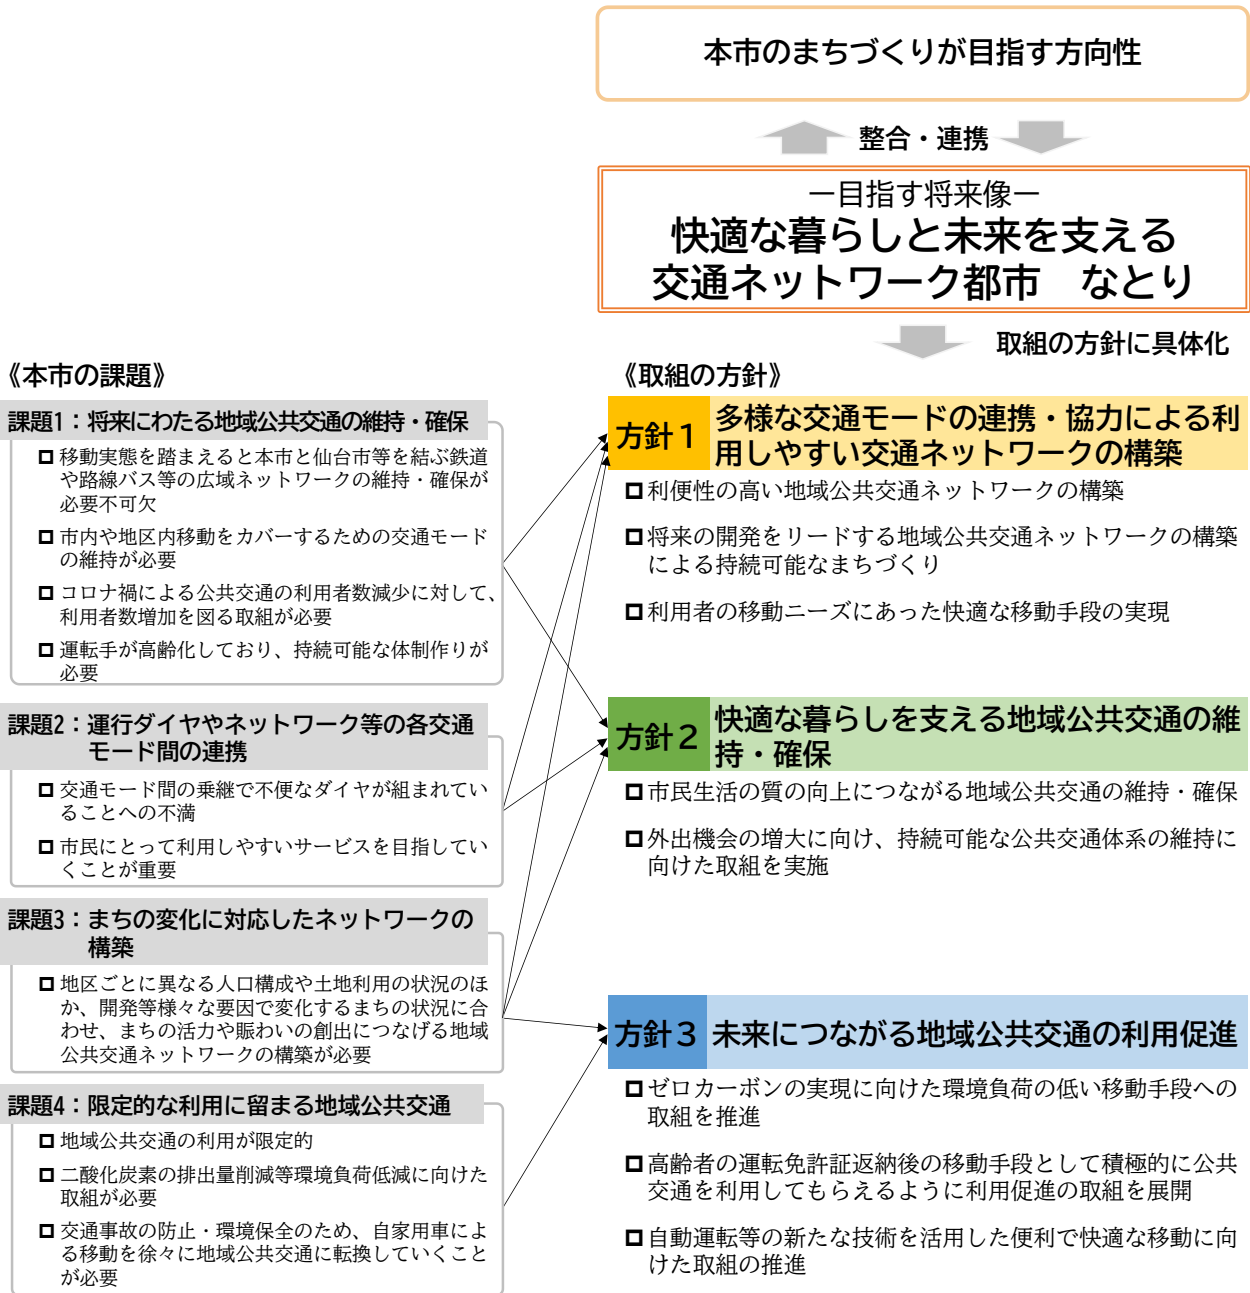 本市のまちづくりが目指す方向性
整合・連携
ー目指す将来像ー
快適な暮らしと未来を支える
交通ネットワーク都市　なとり
取組の方針に具体化
《本市の課題》
課題1：将来にわたる地域公共交通の維持・確保
移動実態を踏まえると本市と仙台市等を結ぶ鉄道
や路線バス等の広域ネットワークの維持・確保が
必要不可欠
市内や地区内移動をカバーするための交通モード
の維持が必要
コロナ禍による公共交通の利用者数減少に対して、
利用者数増加を図る取組が必要
運転手が高齢化しており、持続可能な体制作りが
必要
課題2：運行ダイヤやネットワーク等の各交通
モード間の連携
交通モード間の乗継で不便なダイヤが組まれてい
ることへの不満
市民にとって利用しやすいサービスを目指してい
くことが重要
課題3：まちの変化に対応したネットワークの
構築
地区ごとに異なる人口構成や土地利用の状況のほ
か、開発等様々な要因で変化するまちの状況に合
わせ、まちの活力や賑わいの創出につなげる地域
公共交通ネットワークの構築が必要
課題4：限定的な利用に留まる地域公共交通
地域公共交通の利用が限定的
二酸化炭素の排出量削減等環境負荷低減に向けた
取組が必要
交通事故の防止・環境保全のため、自家用車によ
る移動を徐々に地域公共交通に転換していくこと
が必要
《取組の方針》
方針１
多様な交通モードの連携・協力による利
用しやすい交通ネットワークの構築
利便性の高い地域公共交通ネットワークの構築
将来の開発をリードする地域公共交通ネットワークの構築
による持続可能なまちづくり
利用者の移動ニーズにあった快適な移動手段の実現
方針２
快適な暮らしを支える地域公共交通の維
持・確保
市民生活の質の向上につながる地域公共交通の維持・確保
外出機会の増大に向け、持続可能な公共交通体系の維持に
向けた取組を実施
方針３
未来につながる地域公共交通の利用促進
ゼロカーボンの実現に向けた環境負荷の低い移動手段への
取組を推進
高齢者の運転免許証返納後の移動手段として積極的に公共
交通を利用してもらえるように利用促進の取組を展開
自動運転等の新たな技術を活用した便利で快適な移動に向
けた取組の推進